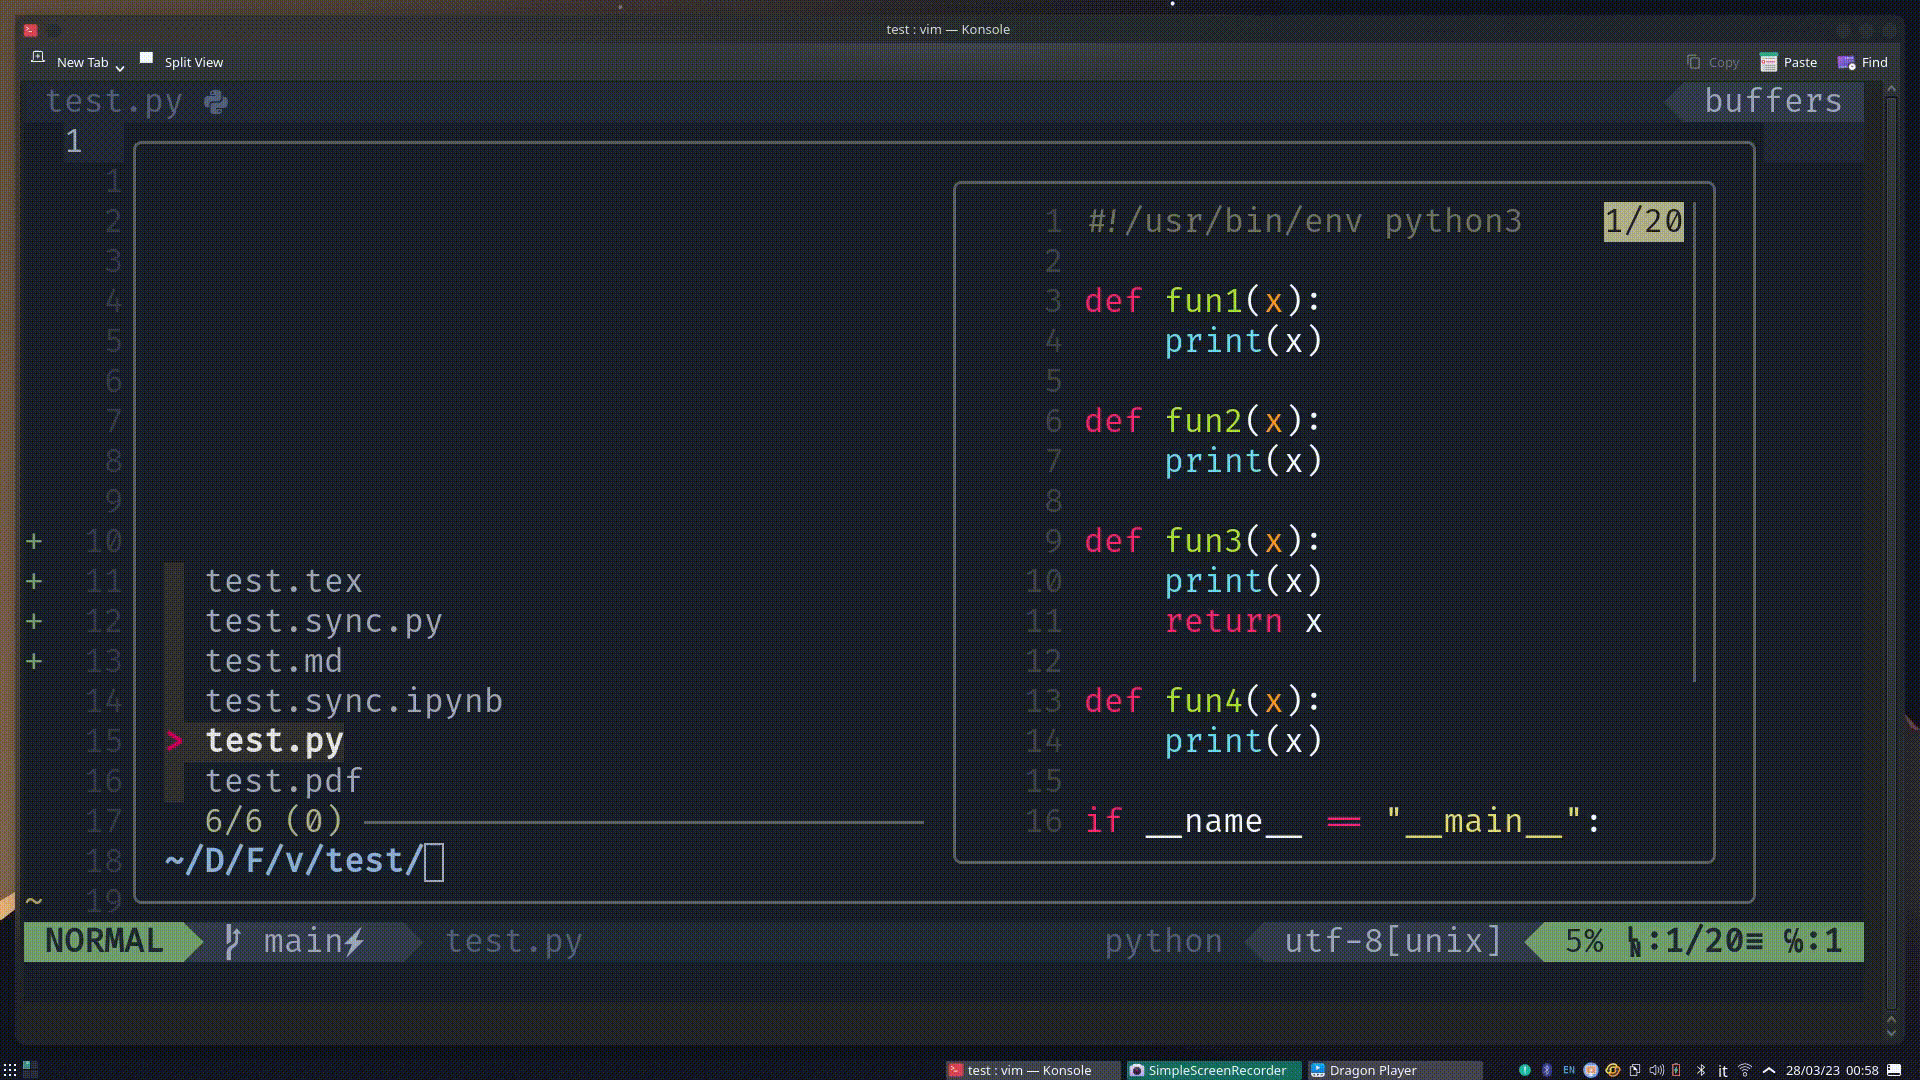 test : vim — Konsole
New Tab Split View Copy Paste Find
test.py buffers
1
1
2
3
4
5
6
7
8
9
10
11
12
13
14
15
16
17
18
19
+
+
+
+
~
test.tex
test.sync.py
test.md
test.sync.ipynb
> test.py
test.pdf
6/6 (0)
~/D/F/v/test/
1 #!/usr/bin/env python3 1/20
2
3 def fun1(x):
4     print(x)
5
6 def fun2(x):
7     print(x)
8
9 def fun3(x):
10     print(x)
11     return x
12
13 def fun4(x):
14     print(x)
15
16 if __name__ == "__main__":
NORMAL main test.py python utf-8[unix] 5% :1/20≡ ℅:1
test : vim — Konsole SimpleScreenRecorder Dragon Player EN it 28/03/23 00:58